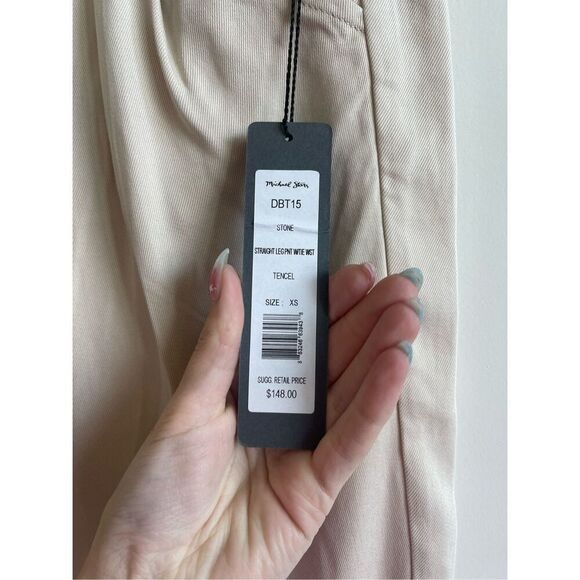 Michael Stars
DBT15
STONE
STRAIGHT LEG PNT W/TIE WST
TENCEL
SIZE : XS
SUGG. RETAIL PRICE
$148.00